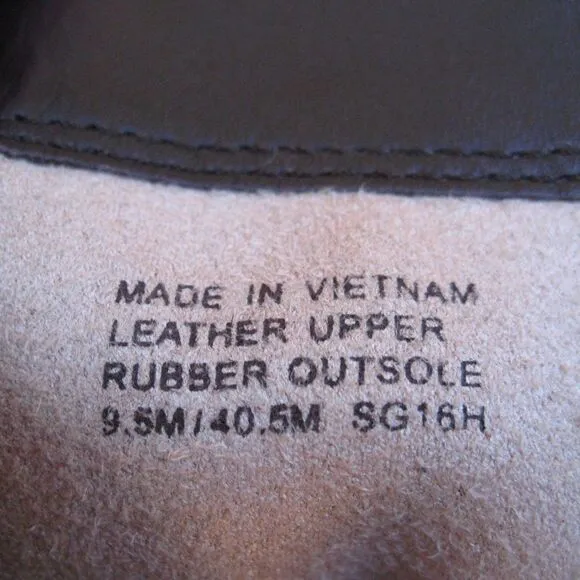 MADE IN VIETNAM
LEATHER UPPER
RUBBER OUTSOLE
9.5M/40.5M SG16H